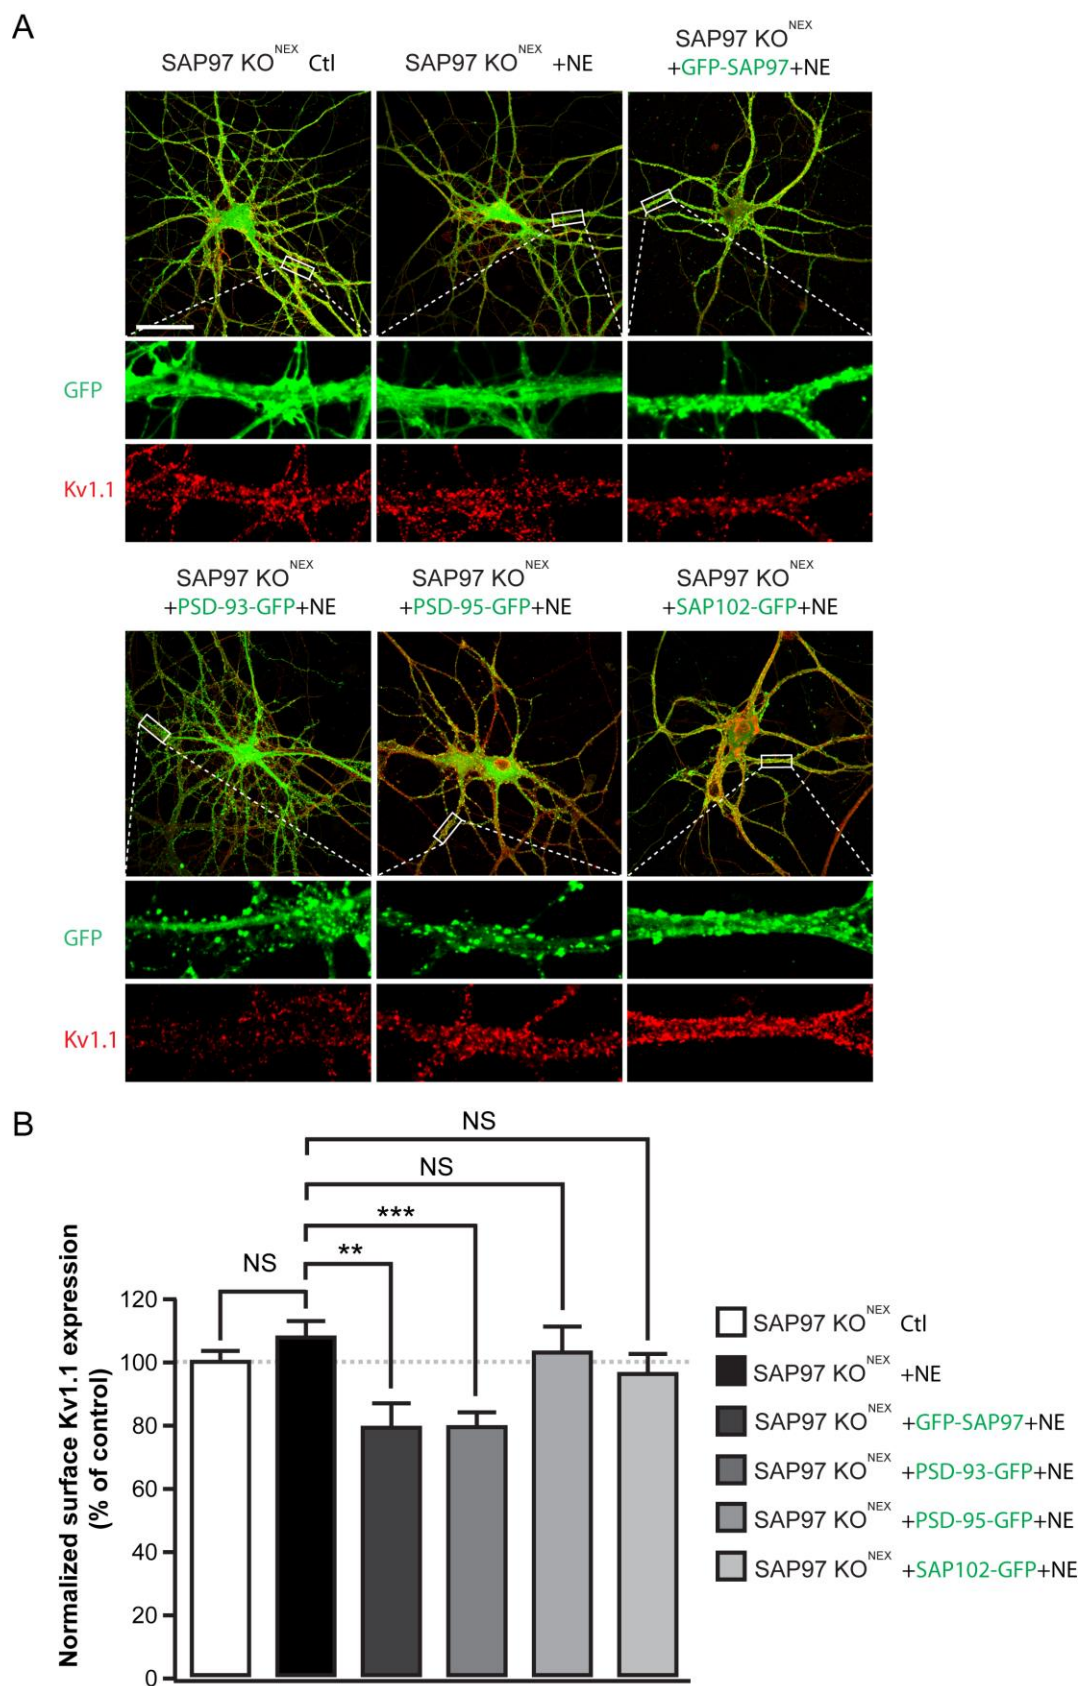 A
SAP97 KO^NEX Ctl
SAP97 KO^NEX +NE
SAP97 KO^NEX
+GFP-SAP97+NE
GFP
Kv1.1
SAP97 KO^NEX
+PSD-93-GFP+NE
SAP97 KO^NEX
+PSD-95-GFP+NE
SAP97 KO^NEX
+SAP102-GFP+NE
GFP
Kv1.1
B
NS
NS
***
**
NS
Normalized surface Kv1.1 expression
(% of control)
120
100
80
60
40
20
0
SAP97 KO^NEX Ctl
SAP97 KO^NEX +NE
SAP97 KO^NEX +GFP-SAP97+NE
SAP97 KO^NEX +PSD-93-GFP+NE
SAP97 KO^NEX +PSD-95-GFP+NE
SAP97 KO^NEX +SAP102-GFP+NE